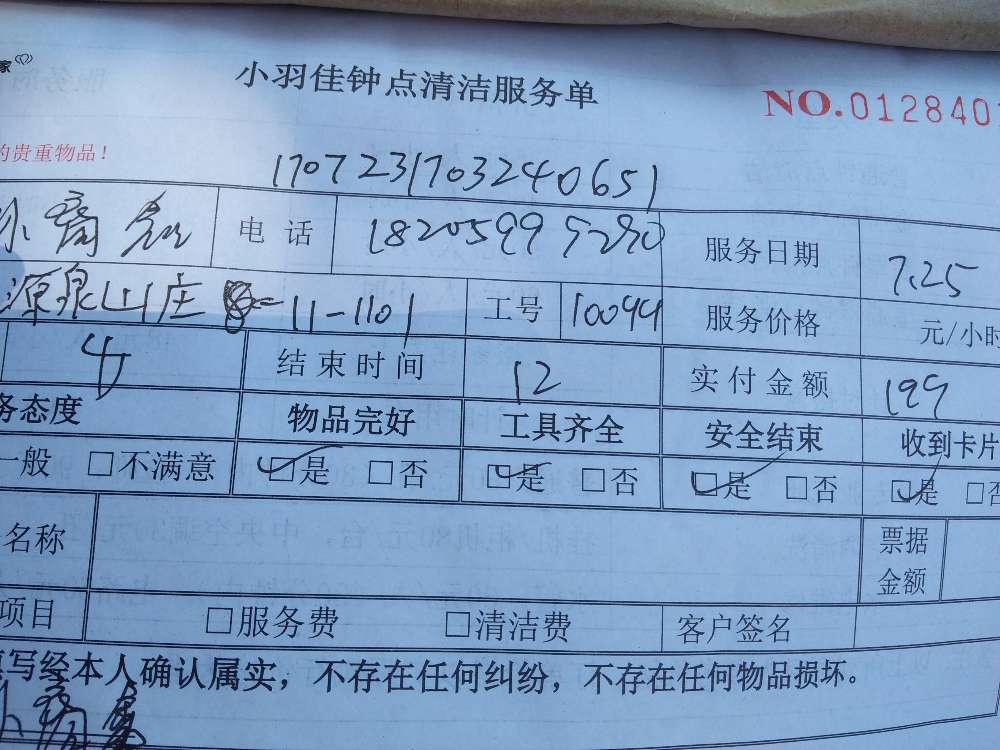 家
小羽佳钟点清洁服务单
NO.0128401
的贵重物品！
170723170324065​1
电话 服务日期 7.25
源泉山庄 11-1101 工号 10094 服务价格 元/小时
4 结束时间 12 实付金额 199
务态度 物品完好 工具齐全 安全结束 收到卡片
一般 □不满意 □是 □否 □是 □否 □是 □否 □是 □否
名称 票据金额
项目 □服务费 □清洁费 客户签名
填写经本人确认属实，不存在任何纠纷，不存在任何物品损坏。